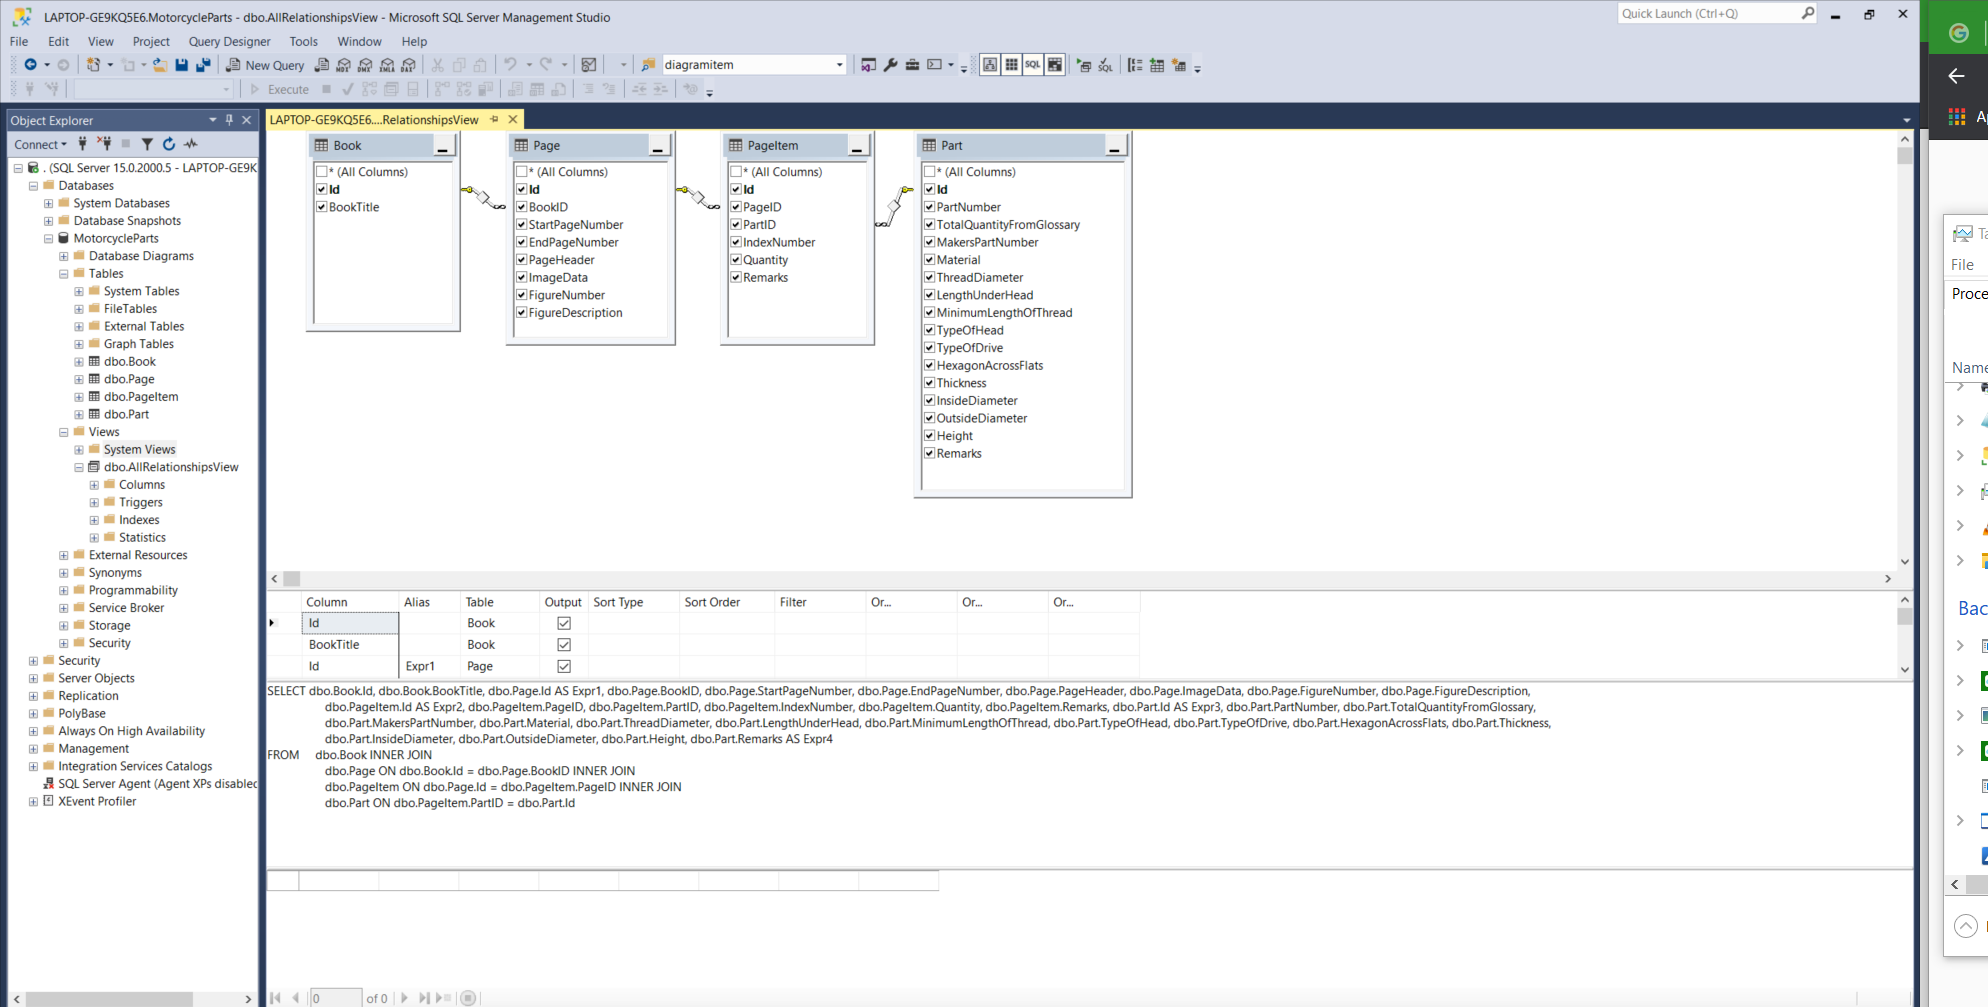 LAPTOP-GE9KQ5E6.MotorcycleParts - dbo.AllRelationshipsView - Microsoft SQL Server Management Studio
Quick Launch (Ctrl+Q)
File Edit View Project Query Designer Tools Window Help
New Query MDX DMX XMLA DAX diagramitem SQL SQL
Execute
Object Explorer
Connect
. (SQL Server 15.0.2000.5 - LAPTOP-GE9K
Databases
System Databases
Database Snapshots
MotorcycleParts
Database Diagrams
Tables
System Tables
FileTables
External Tables
Graph Tables
dbo.Book
dbo.Page
dbo.PageItem
dbo.Part
Views
System Views
dbo.AllRelationshipsView
Columns
Triggers
Indexes
Statistics
External Resources
Synonyms
Programmability
Service Broker
Storage
Security
Security
Server Objects
Replication
PolyBase
Always On High Availability
Management
Integration Services Catalogs
SQL Server Agent (Agent XPs disabled
XEvent Profiler
LAPTOP-GE9KQ5E6....RelationshipsView
Book
* (All Columns)
Id
BookTitle
Page
* (All Columns)
Id
BookID
StartPageNumber
EndPageNumber
PageHeader
ImageData
FigureNumber
FigureDescription
PageItem
* (All Columns)
Id
PageID
PartID
IndexNumber
Quantity
Remarks
Part
* (All Columns)
Id
PartNumber
TotalQuantityFromGlossary
MakersPartNumber
Material
ThreadDiameter
LengthUnderHead
MinimumLengthOfThread
TypeOfHead
TypeOfDrive
HexagonAcrossFlats
Thickness
InsideDiameter
OutsideDiameter
Height
Remarks
Column Alias Table Output Sort Type Sort Order Filter Or... Or... Or...
Id Book
BookTitle Book
Id Expr1 Page
SELECT dbo.Book.Id, dbo.Book.BookTitle, dbo.Page.Id AS Expr1, dbo.Page.BookID, dbo.Page.StartPageNumber, dbo.Page.EndPageNumber, dbo.Page.PageHeader, dbo.Page.ImageData, dbo.Page.FigureNumber, dbo.Page.FigureDescription,
dbo.PageItem.Id AS Expr2, dbo.PageItem.PageID, dbo.PageItem.PartID, dbo.PageItem.IndexNumber, dbo.PageItem.Quantity, dbo.PageItem.Remarks, dbo.Part.Id AS Expr3, dbo.Part.PartNumber, dbo.Part.TotalQuantityFromGlossary,
dbo.Part.MakersPartNumber, dbo.Part.Material, dbo.Part.ThreadDiameter, dbo.Part.LengthUnderHead, dbo.Part.MinimumLengthOfThread, dbo.Part.TypeOfHead, dbo.Part.TypeOfDrive, dbo.Part.HexagonAcrossFlats, dbo.Part.Thickness,
dbo.Part.InsideDiameter, dbo.Part.OutsideDiameter, dbo.Part.Height, dbo.Part.Remarks AS Expr4
FROM dbo.Book INNER JOIN
dbo.Page ON dbo.Book.Id = dbo.Page.BookID INNER JOIN
dbo.PageItem ON dbo.Page.Id = dbo.PageItem.PageID INNER JOIN
dbo.Part ON dbo.PageItem.PartID = dbo.Part.Id
0 of 0
G
Ap
Ta
File
Proce
Name
Bac